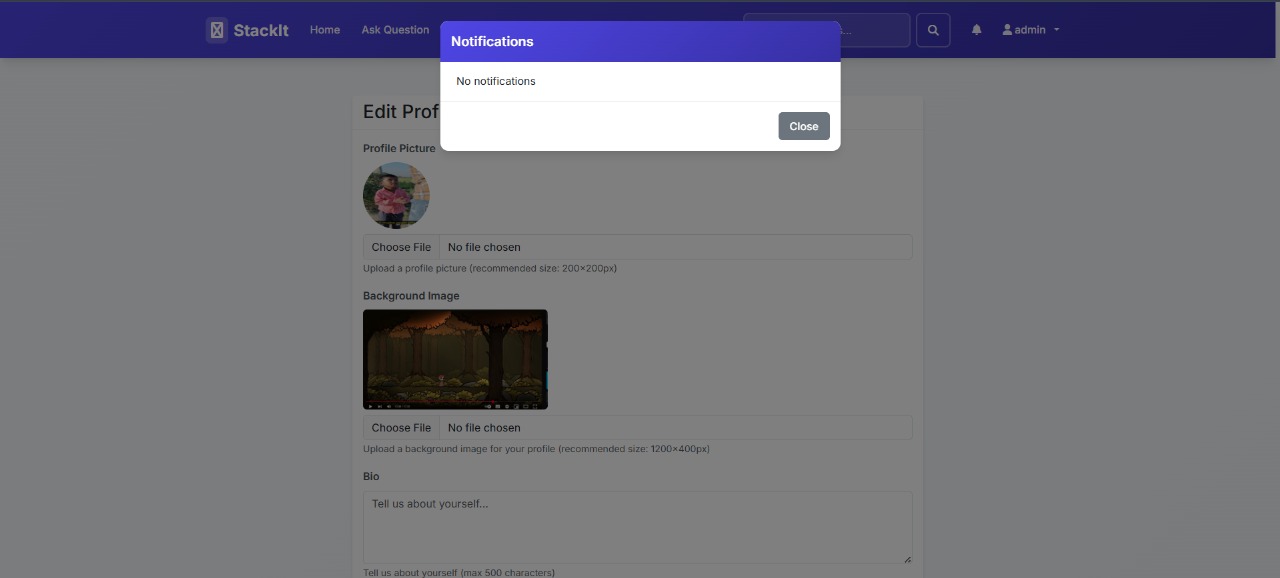 StackIt
Home
Ask Question
admin
Notifications
No notifications
Close
Edit Prof
Profile Picture
Choose File
No file chosen
Upload a profile picture (recommended size: 200×200px)
Background Image
Choose File
No file chosen
Upload a background image for your profile (recommended size: 1200×400px)
Bio
Tell us about yourself...
Tell us about yourself (max 500 characters)